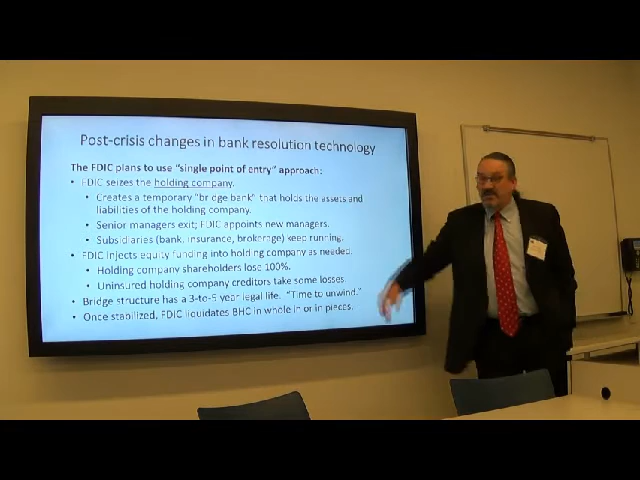 Post-crisis changes in bank resolution technology
The FDIC plans to use "single point of entry" approach:
• FDIC seizes the holding company.
• Creates a temporary "bridge bank" that holds the assets and
liabilities of the holding company.
• Senior managers exit; FDIC appoints new managers.
• Subsidiaries (bank, insurance, brokerage) keep running.
• FDIC injects equity funding into holding company as needed.
• Holding company shareholders lose 100%.
• Uninsured holding company creditors take some losses.
• Bridge structure has a 3-to-5 year legal life. "Time to unwind."
• Once stabilized, FDIC liquidates BHC in whole or in pieces.